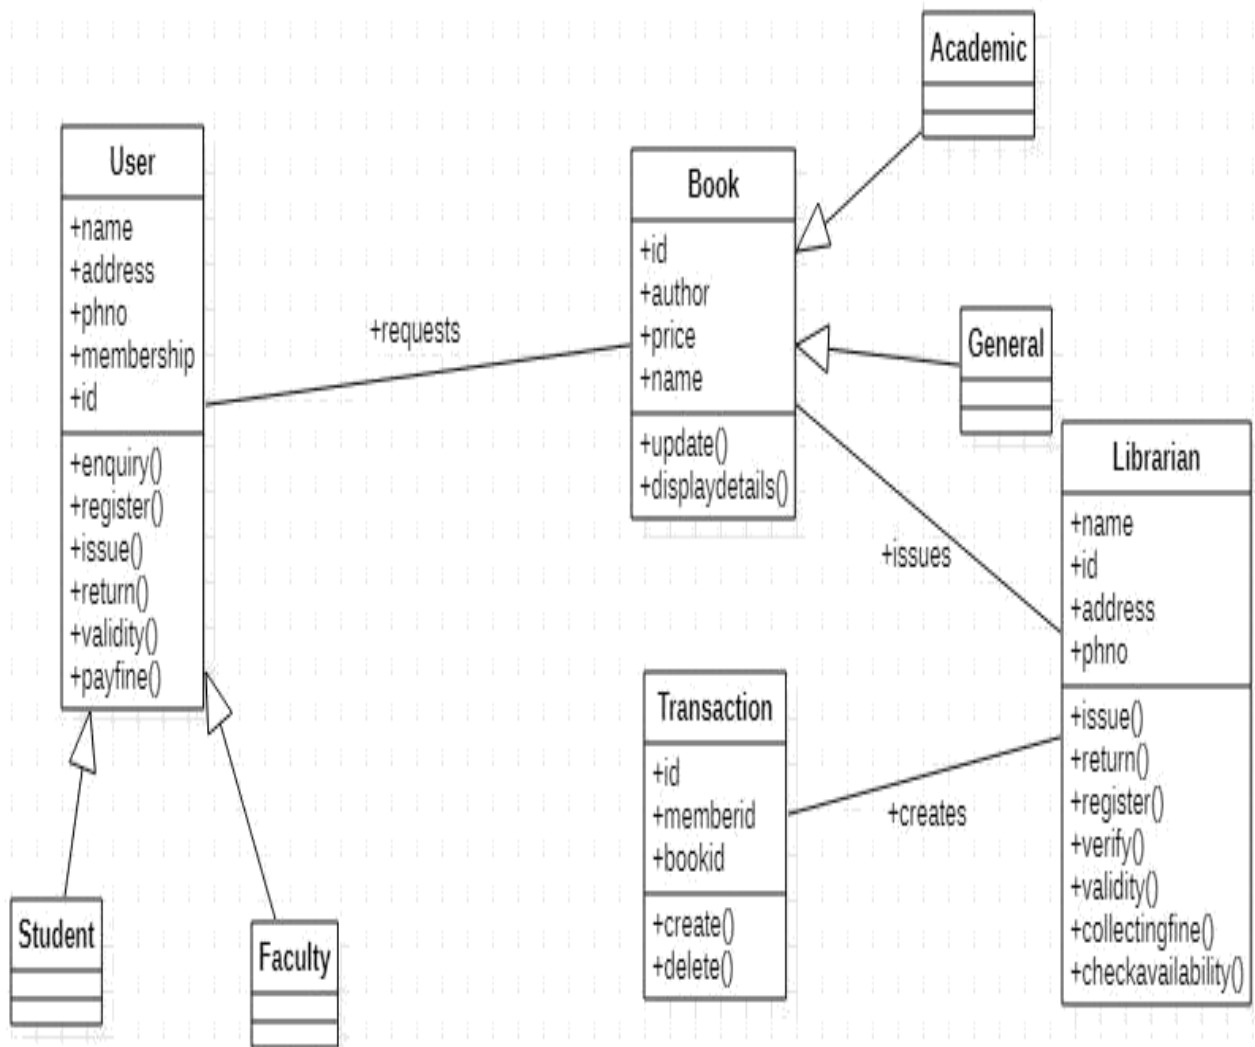 Academic
User
+name
+address
+phno
+membership
+id
+enquiry()
+register()
+issue()
+return()
+validity()
+payfine()
+requests
Book
+id
+author
+price
+name
+update()
+displaydetails()
General
+issues
Librarian
+name
+id
+address
+phno
+issue()
+return()
+register()
+verify()
+validity()
+collectingfine()
+checkavailability()
Transaction
+id
+memberid
+bookid
+create()
+delete()
+creates
Student
Faculty